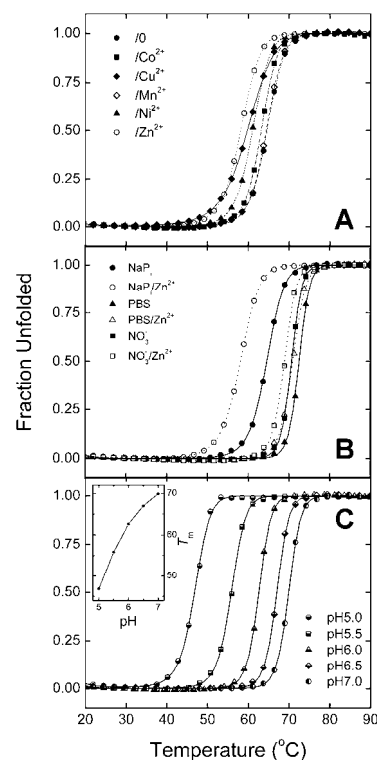 1.00
0.75
0.50
0.25
0.00
/0
/Co²⁺
/Cu²⁺
/Mn²⁺
/Ni²⁺
/Zn²⁺
A
Fraction Unfolded
1.00
0.75
0.50
0.25
0.00
NaPᵢ
NaPᵢ/Zn²⁺
PBS
PBS/Zn²⁺
NO₃⁻
NO₃⁻/Zn²⁺
B
1.00
0.75
0.50
0.25
0.00
70
60
50
Tₘ
5 6 7
pH
C
pH5.0
pH5.5
pH6.0
pH6.5
pH7.0
20 30 40 50 60 70 80 90
Temperature (°C)